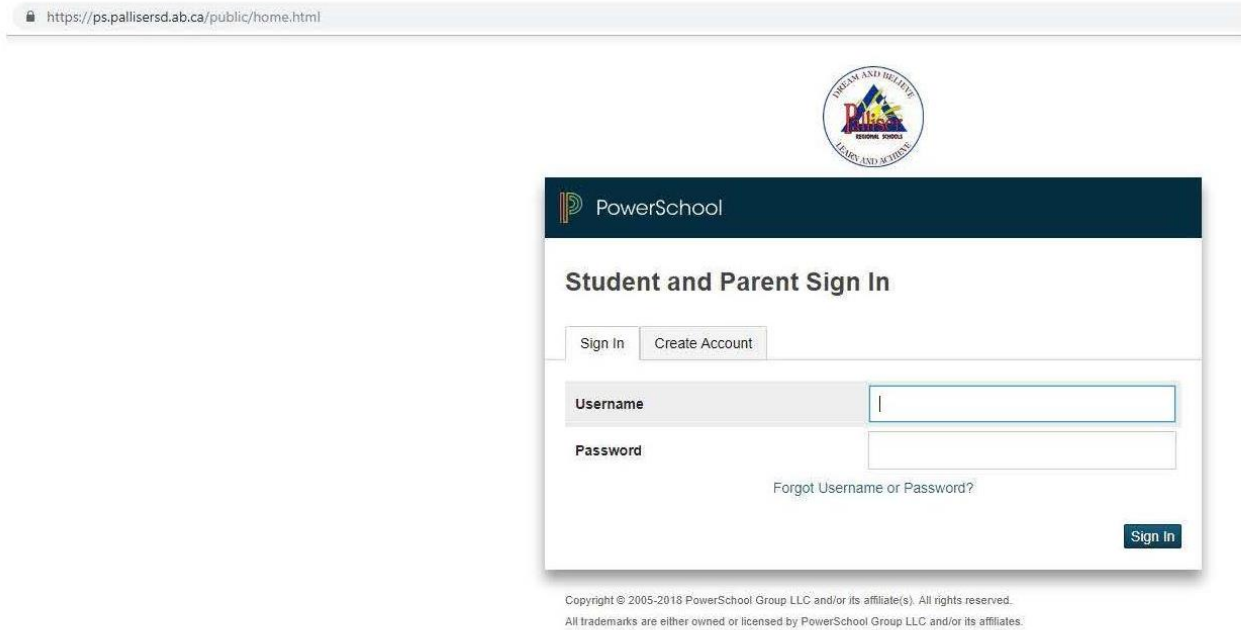 https://ps.pallisersd.ab.ca/public/home.html
DREAM AND BELIEVE
Palliser
REGIONAL SCHOOLS
LEARN AND ACHIEVE
PowerSchool
Student and Parent Sign In
Sign In Create Account
Username
Password
Forgot Username or Password?
Sign In
Copyright © 2005-2018 PowerSchool Group LLC and/or its affiliate(s). All rights reserved.
All trademarks are either owned or licensed by PowerSchool Group LLC and/or its affiliates.